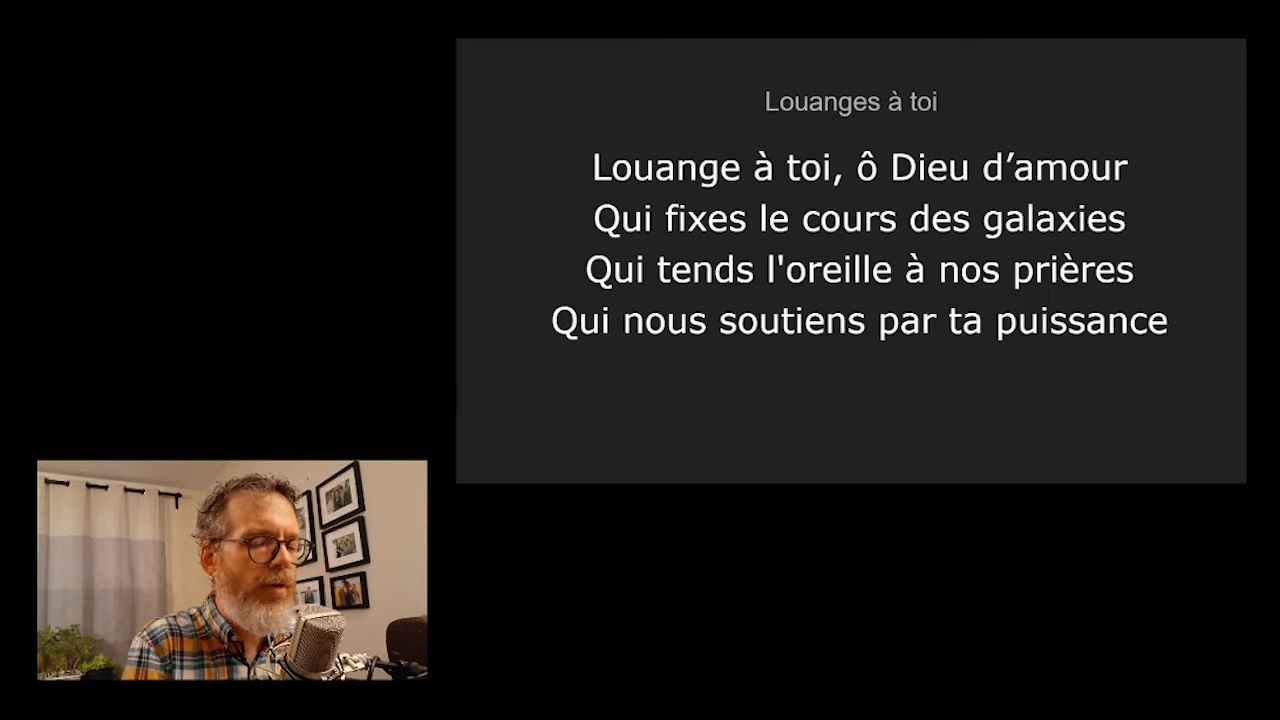 Louanges à toi
Louange à toi, ô Dieu d’amour
Qui fixes le cours des galaxies
Qui tends l'oreille à nos prières
Qui nous soutiens par ta puissance